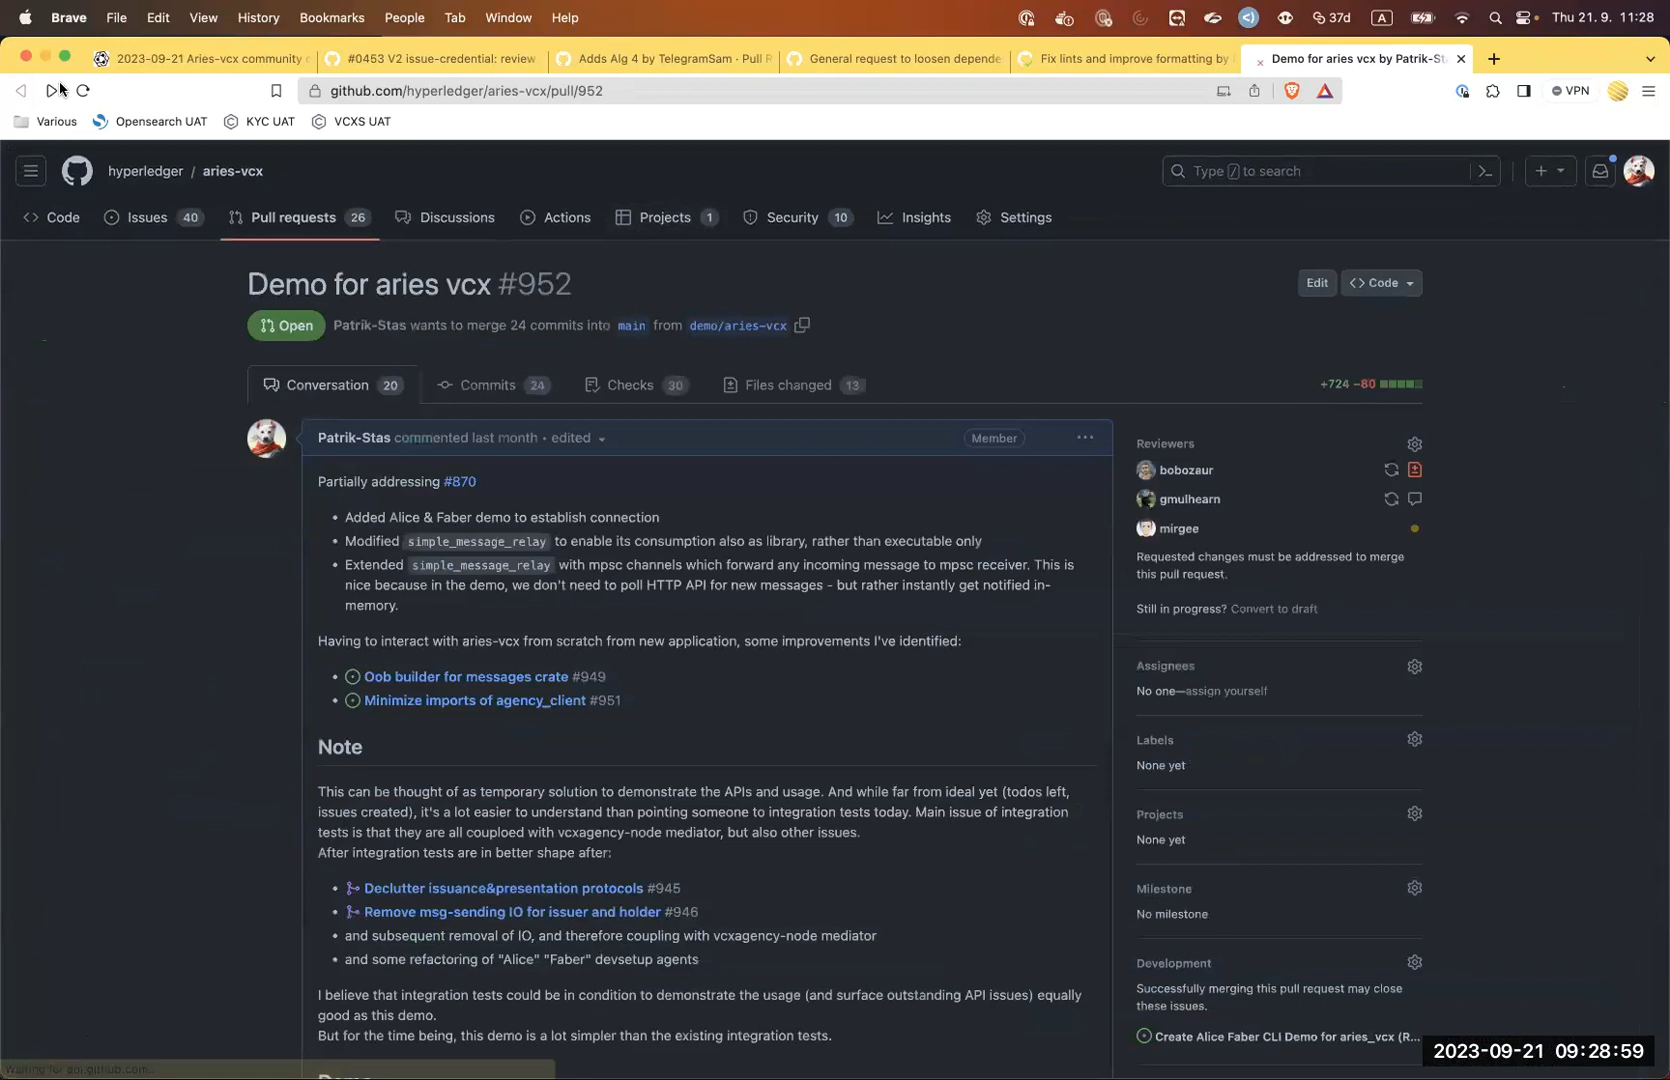 Brave File Edit View History Bookmarks People Tab Window Help 37d A Thu 21. 9. 11:28
2023-09-21 Aries-vcx community #0453 V2 issue-credential: review Adds Alg 4 by TelegramSam · Pull R General request to loosen depende Fix lints and improve formatting by Demo for aries vcx by Patrik-St
github.com/hyperledger/aries-vcx/pull/952 VPN
Various Opensearch UAT KYC UAT VCXS UAT
hyperledger / aries-vcx Type / to search
Code Issues 40 Pull requests 26 Discussions Actions Projects 1 Security 10 Insights Settings
Demo for aries vcx #952 Edit <> Code
Open Patrik-Stas wants to merge 24 commits into main from demo/aries-vcx
Conversation 20 Commits 24 Checks 30 Files changed 13 +724 −80
Patrik-Stas commented last month • edited Member
Partially addressing #870
• Added Alice & Faber demo to establish connection
• Modified simple_message_relay to enable its consumption also as library, rather than executable only
• Extended simple_message_relay with mpsc channels which forward any incoming message to mpsc receiver. This is
nice because in the demo, we don't need to poll HTTP API for new messages - but rather instantly get notified in-
memory.
Having to interact with aries-vcx from scratch from new application, some improvements I've identified:
• Oob builder for messages crate #949
• Minimize imports of agency_client #951
Note
This can be thought of as temporary solution to demonstrate the APIs and usage. And while far from ideal yet (todos left,
issues created), it's a lot easier to understand than pointing someone to integration tests today. Main issue of integration
tests is that they are all couploed with vcxagency-node mediator, but also other issues.
After integration tests are in better shape after:
• Declutter issuance&presentation protocols #945
• Remove msg-sending IO for issuer and holder #946
• and subsequent removal of IO, and therefore coupling with vcxagency-node mediator
• and some refactoring of "Alice" "Faber" devsetup agents
I believe that integration tests could be in condition to demonstrate the usage (and surface outstanding API issues) equally
good as this demo.
But for the time being, this demo is a lot simpler than the existing integration tests.
Reviewers
bobozaur
gmulhearn
mirgee
Requested changes must be addressed to merge
this pull request.
Still in progress? Convert to draft
Assignees
No one—assign yourself
Labels
None yet
Projects
None yet
Milestone
No milestone
Development
Successfully merging this pull request may close
these issues.
Create Alice Faber CLI Demo for aries_vcx (R...
2023-09-21 09:28:59